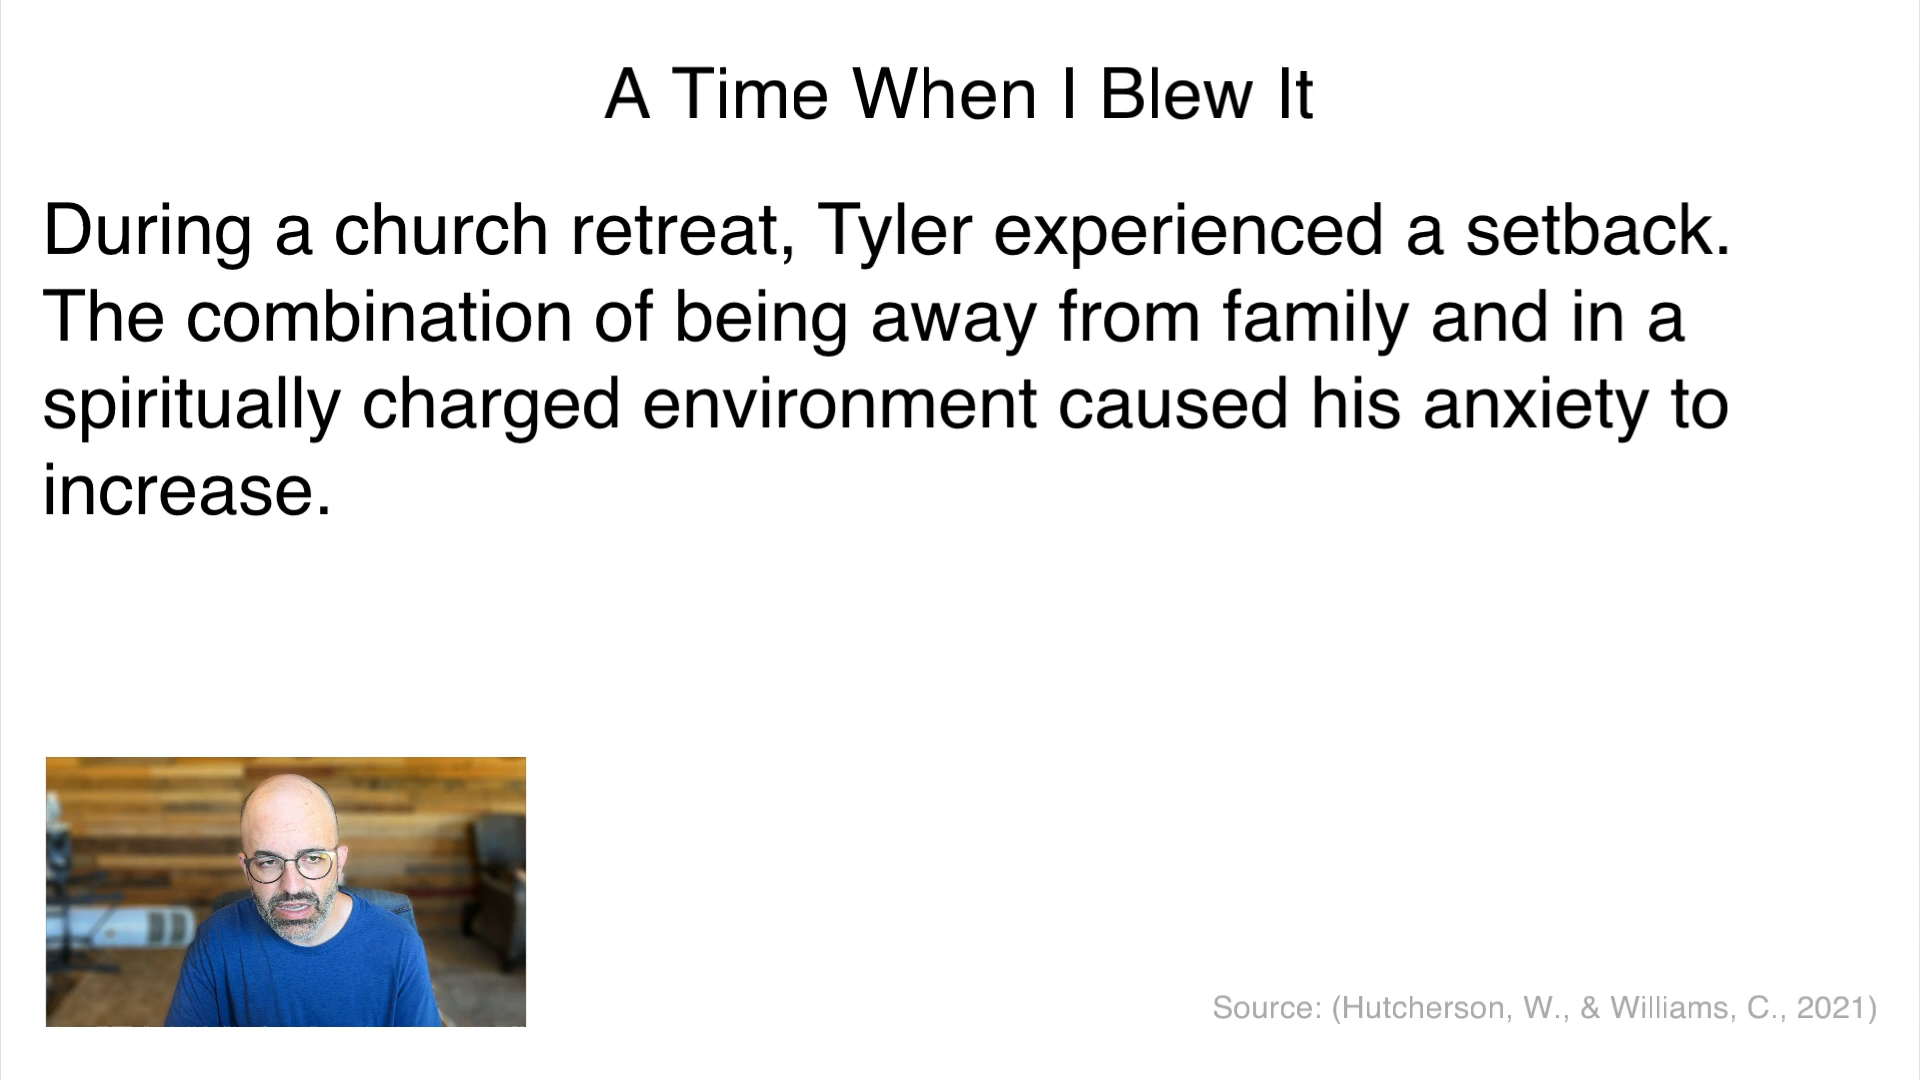 A Time When I Blew It
During a church retreat, Tyler experienced a setback.
The combination of being away from family and in a
spiritually charged environment caused his anxiety to
increase.
Source: (Hutcherson, W., & Williams, C., 2021)